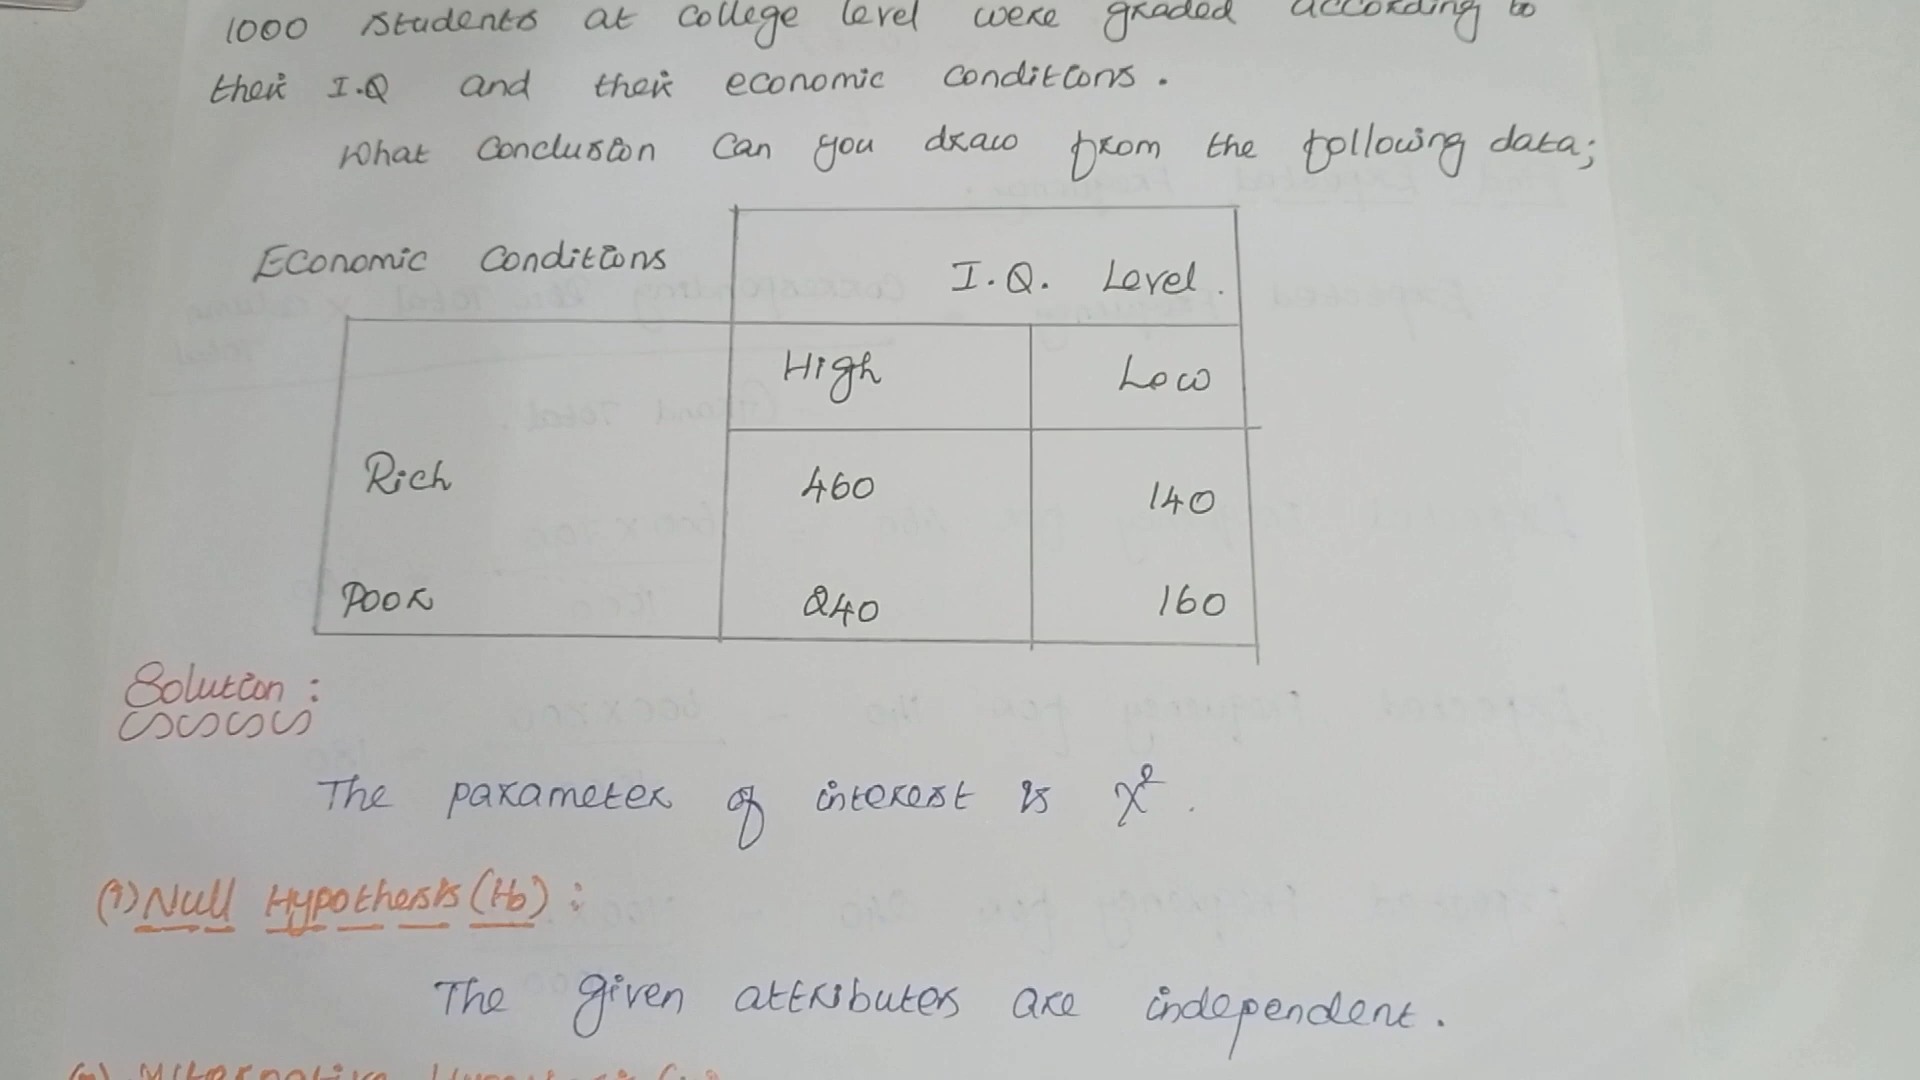 1000 students at college level were graded according to
their I.Q and their economic conditions.
What conclusion can you draw from the following data;
Economic Conditions
I.Q. Level.
High Low
Rich 460 140
Poor 240 160
Solution:
The parameter of interest is χ².
(1) Null Hypothesis (H₀):
The given attributes are independent.